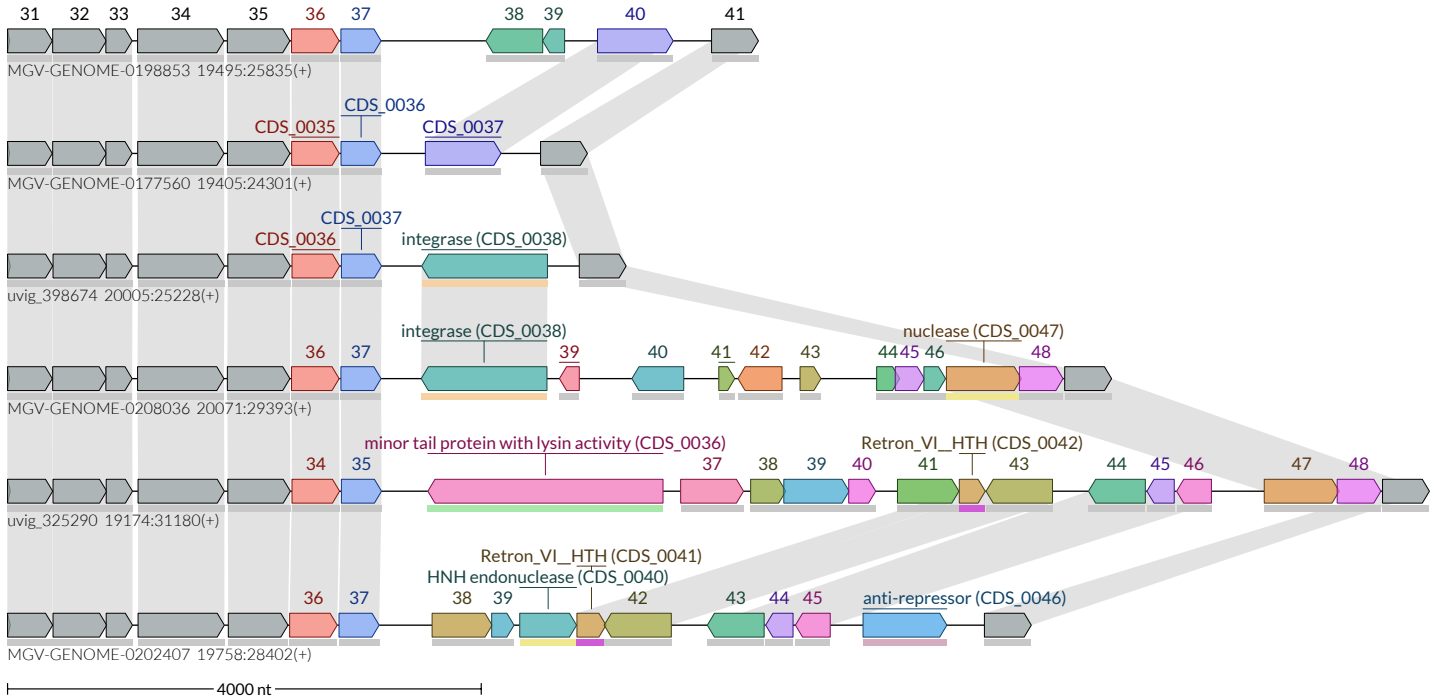 31 32 33 34 35 36 37 38 39 40 41
MGV-GENOME-0198853 19495:25835(+)
CDS_0036
CDS_0035 CDS_0037
MGV-GENOME-0177560 19405:24301(+)
CDS_0037
CDS_0036 integrase (CDS_0038)
uvig_398674 20005:25228(+)
integrase (CDS_0038) nuclease (CDS_0047)
36 37 39 40 41 42 43 44 45 46 48
MGV-GENOME-0208036 20071:29393(+)
minor tail protein with lysin activity (CDS_0036) Retron_VI__HTH (CDS_0042)
34 35 37 38 39 40 41 43 44 45 46 47 48
uvig_325290 19174:31180(+)
Retron_VI__HTH (CDS_0041)
HNH endonuclease (CDS_0040)
36 37 38 39 42 43 44 45 anti-repressor (CDS_0046)
MGV-GENOME-0202407 19758:28402(+)
4000 nt